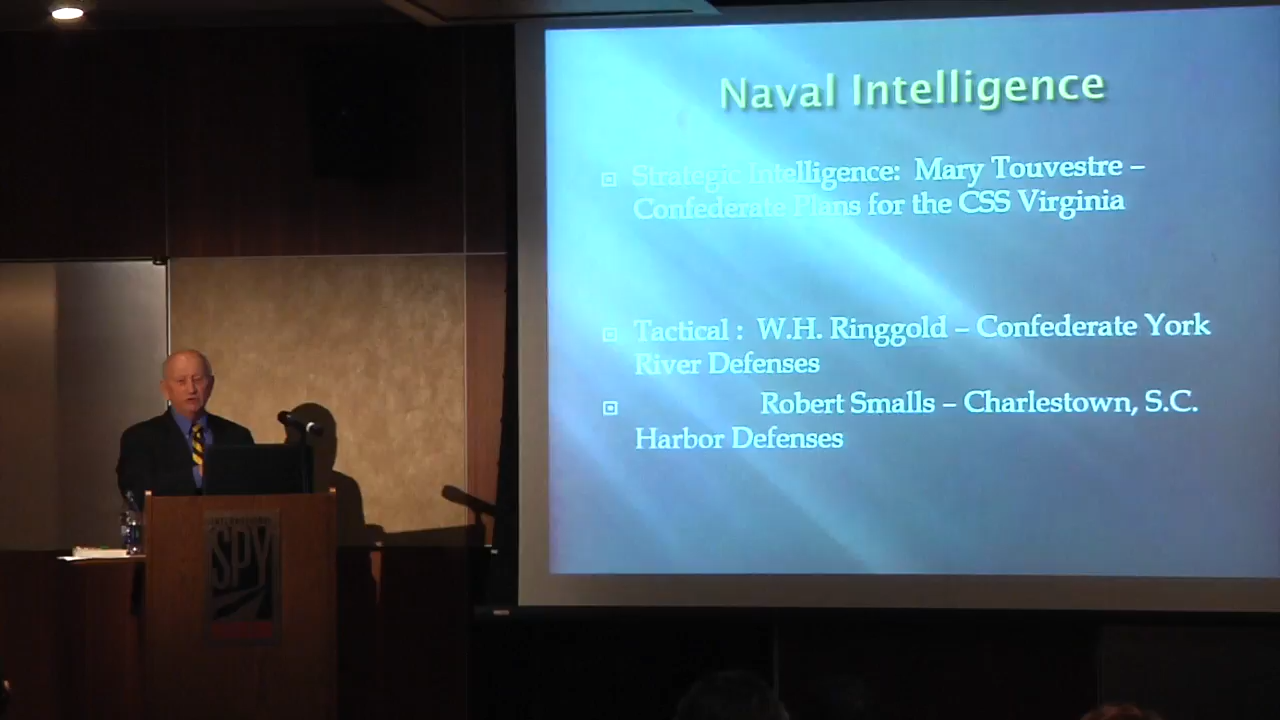 Naval Intelligence
Strategic Intelligence: Mary Touvestre –
Confederate Plans for the CSS Virginia
Tactical : W.H. Ringgold – Confederate York
River Defenses
Robert Smalls – Charlestown, S.C.
Harbor Defenses
INTERNATIONAL
SPY